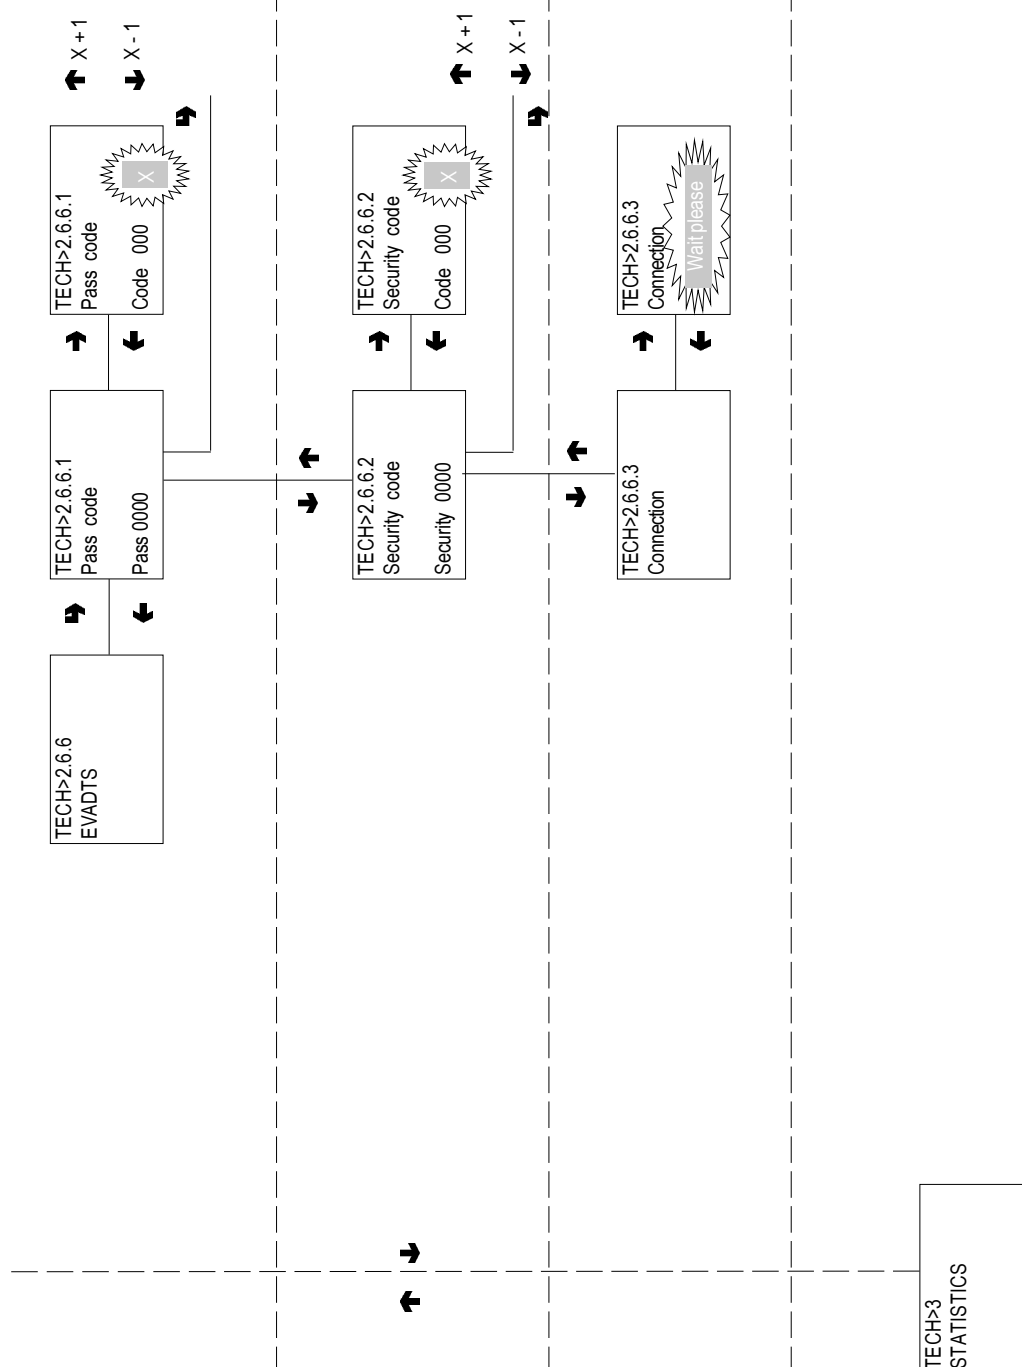 TECH>2.6.6
EVADTS
TECH>2.6.6.1
Pass code
Pass 0000
TECH>2.6.6.1
Pass code
Code 000
X
X + 1
X - 1
TECH>2.6.6.2
Security code
Security 0000
TECH>2.6.6.2
Security code
Code 000
X
X + 1
X - 1
TECH>2.6.6.3
Connection
TECH>2.6.6.3
Connection
Wait please
TECH>3
STATISTICS